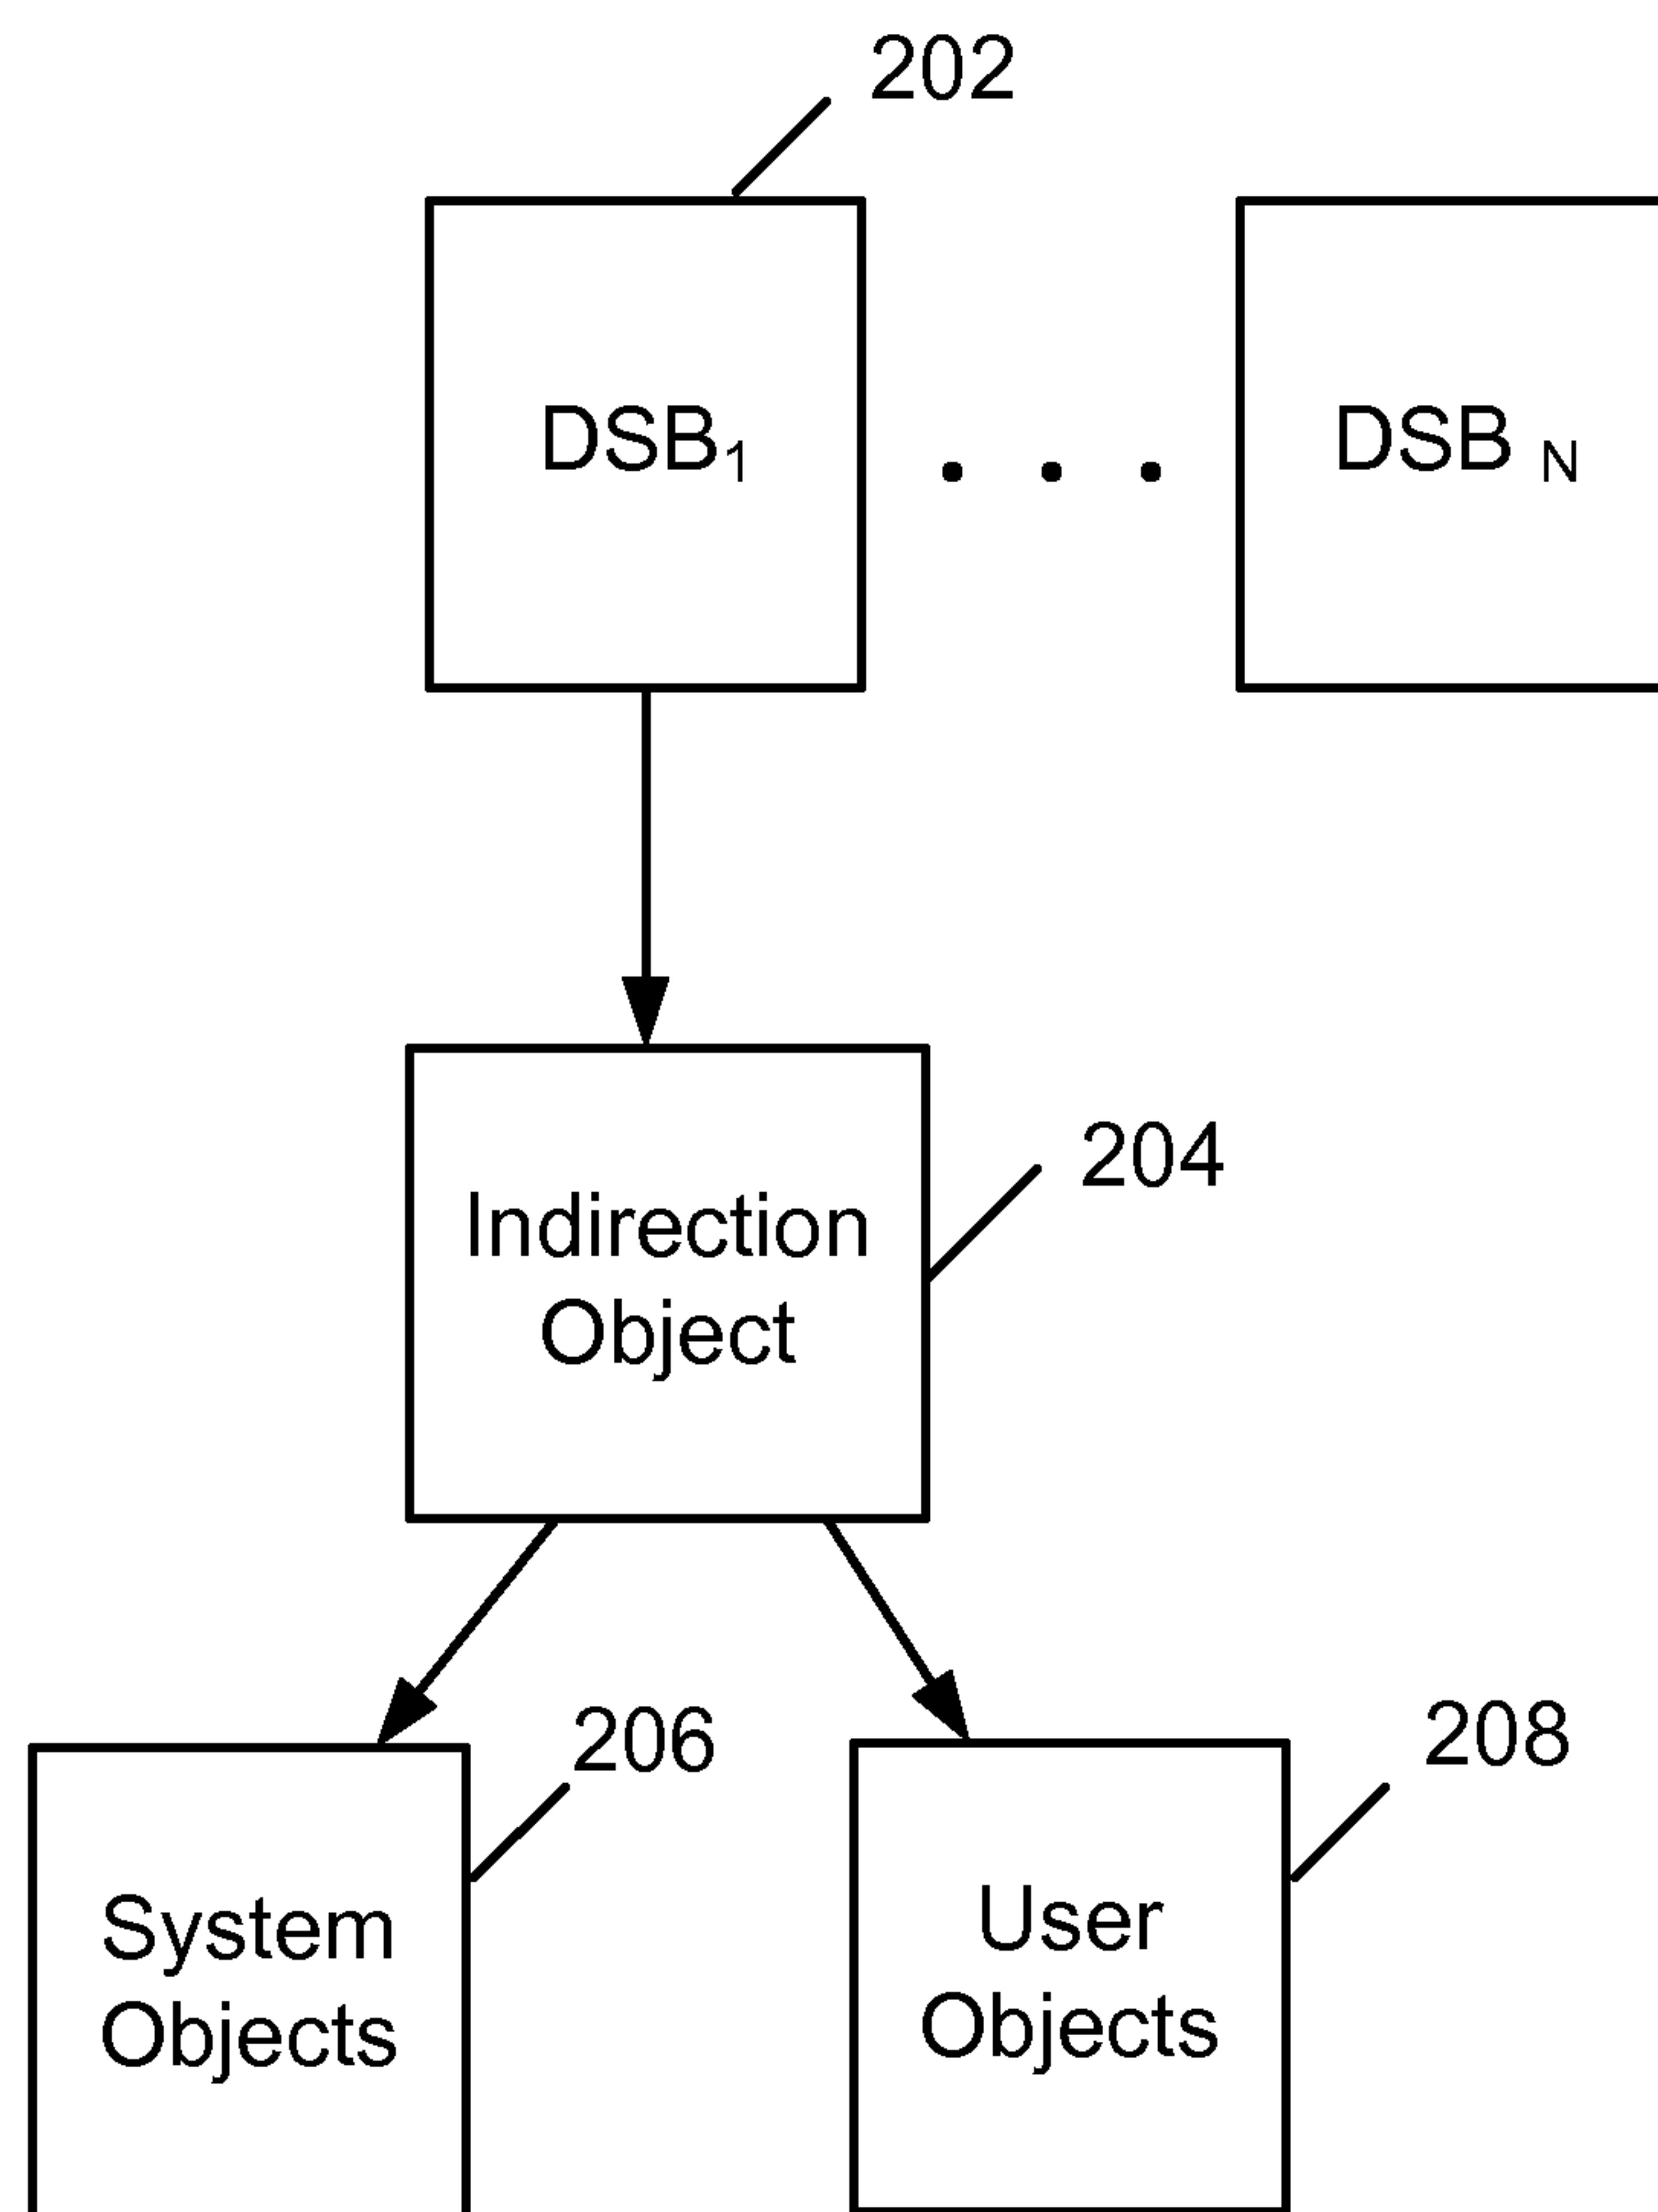 202
DSB1 . . . DSB N
Indirection
Object
204
206
208
System
Objects
User
Objects